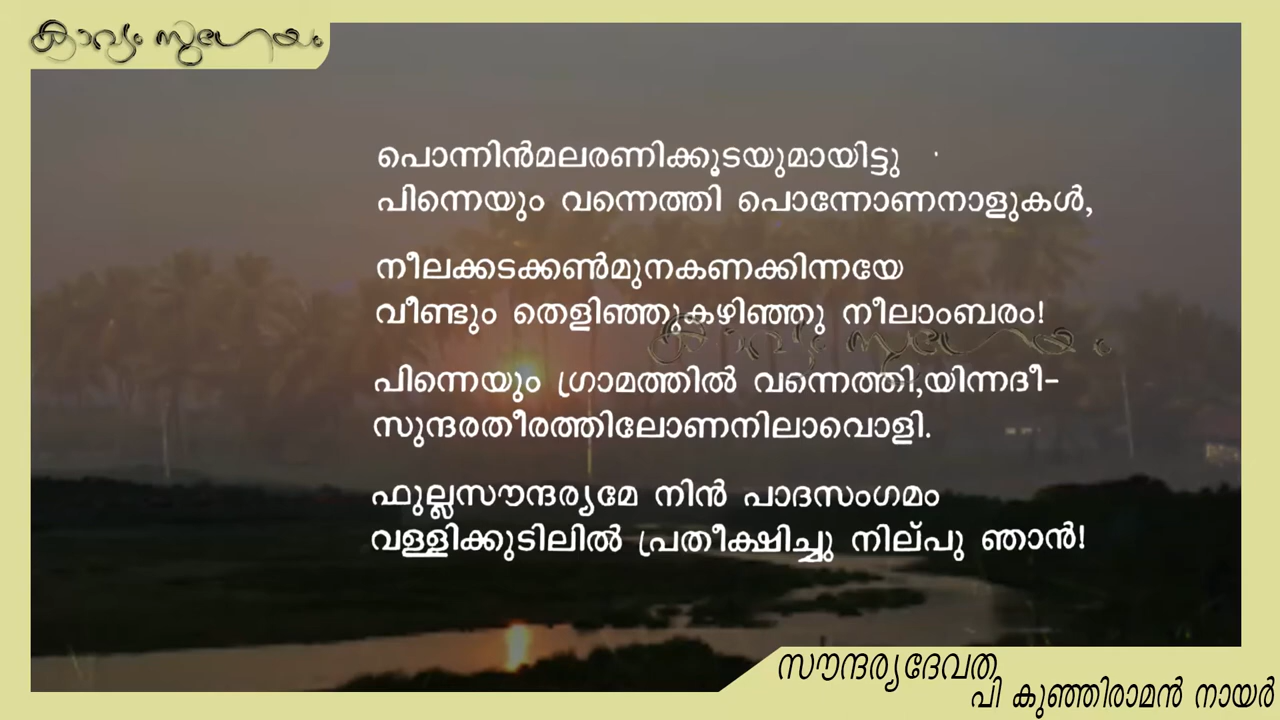 കാവ്യം സുഗേയം
പൊന്നിൻമലരണിക്കൂടയുമായിട്ടു
പിന്നെയും വന്നെത്തി പൊന്നോണനാളുകൾ,
നീലക്കടക്കൺമുനകണക്കിന്നയേ
വീണ്ടും തെളിഞ്ഞുകഴിഞ്ഞു നീലാംബരം!
കാവ്യം സുഗേയം
പിന്നെയും ഗ്രാമത്തിൽ വന്നെത്തി,യിന്നദീ-
സുന്ദരതീരത്തിലോണനിലാവൊളി.
ഫുല്ലസൗന്ദര്യമേ നിൻ പാദസംഗമം
വള്ളിക്കുടിലിൽ പ്രതീക്ഷിച്ചു നില്പു ഞാൻ!
സൗന്ദര്യദേവത
പി കുഞ്ഞിരാമൻ നായർ